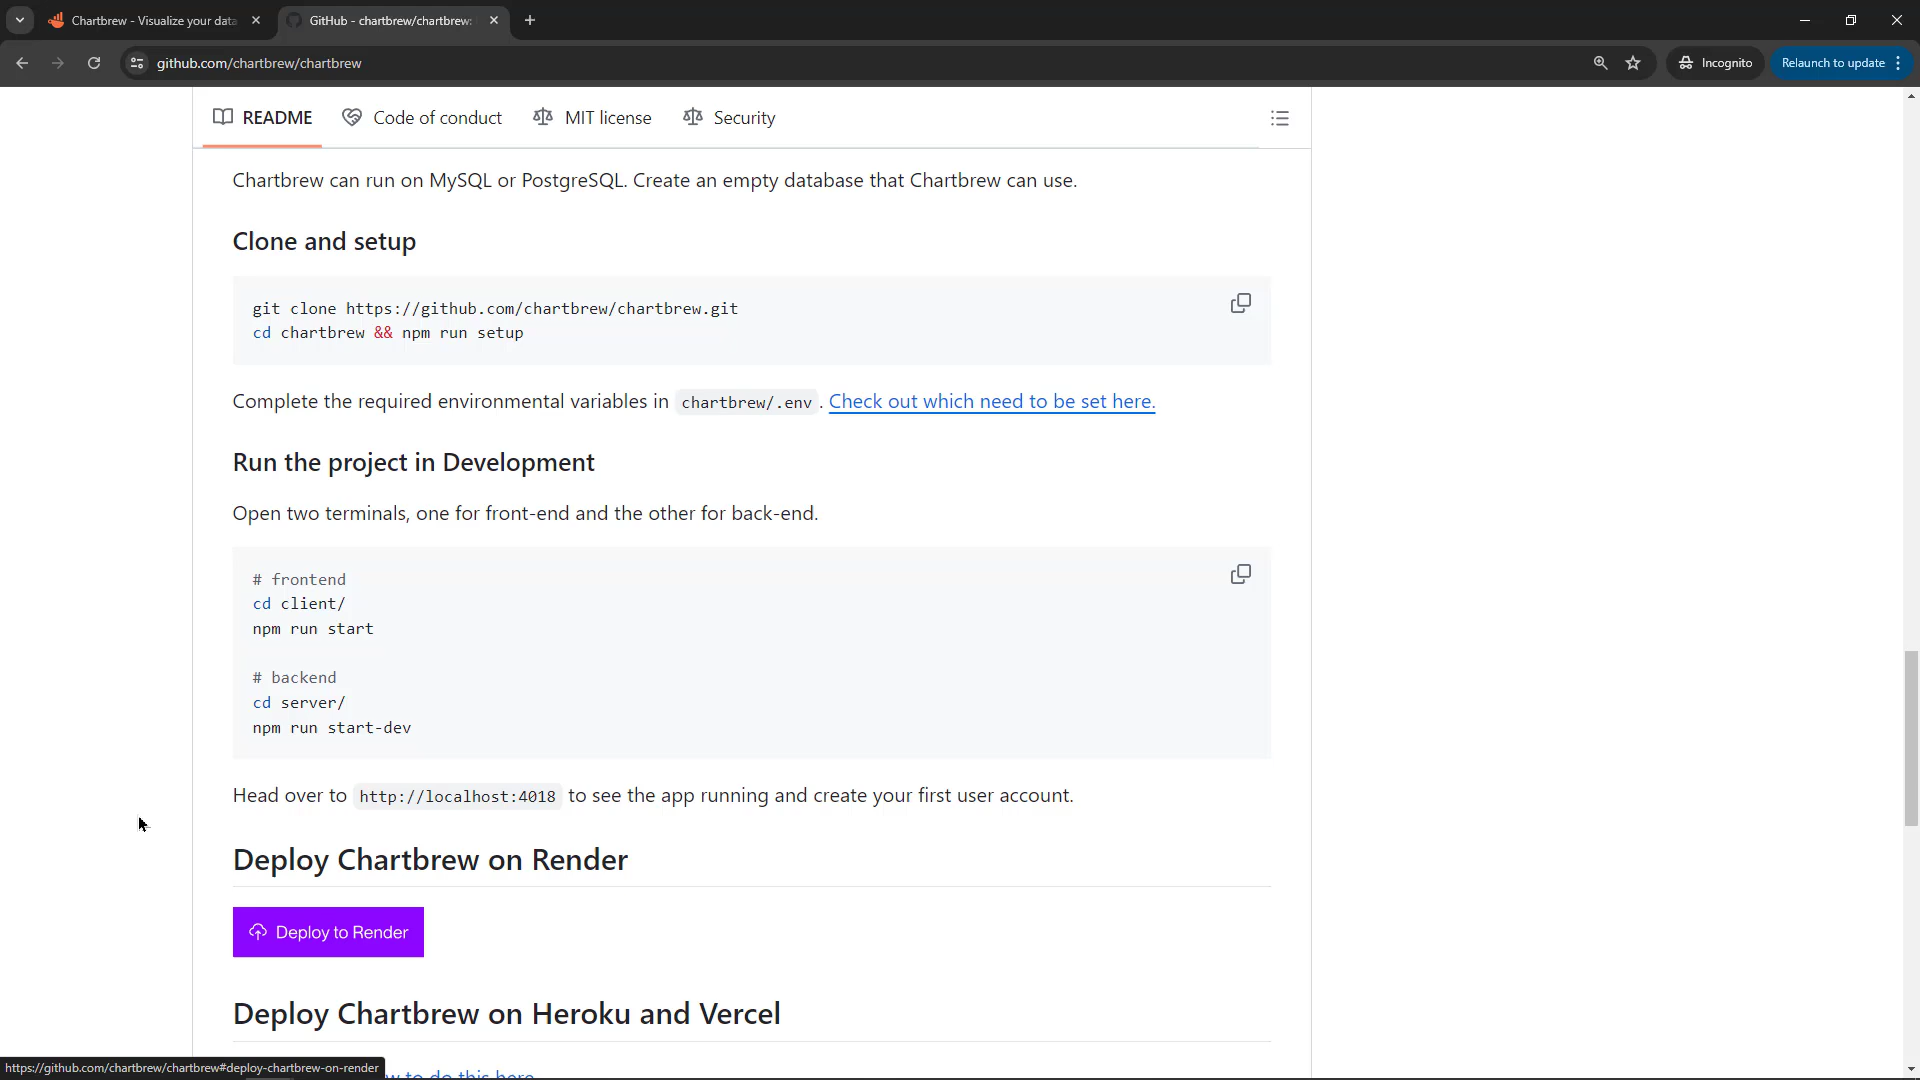 Chartbrew - Visualize your data
GitHub - chartbrew/chartbrew:
github.com/chartbrew/chartbrew
Incognito
Relaunch to update
README
Code of conduct
MIT license
Security
Chartbrew can run on MySQL or PostgreSQL. Create an empty database that Chartbrew can use.
Clone and setup
git clone https://github.com/chartbrew/chartbrew.git
cd chartbrew && npm run setup
Complete the required environmental variables in chartbrew/.env . Check out which need to be set here.
Run the project in Development
Open two terminals, one for front-end and the other for back-end.
# frontend
cd client/
npm run start
# backend
cd server/
npm run start-dev
Head over to http://localhost:4018 to see the app running and create your first user account.
Deploy Chartbrew on Render
Deploy to Render
Deploy Chartbrew on Heroku and Vercel
to do this here
https://github.com/chartbrew/chartbrew#deploy-chartbrew-on-render